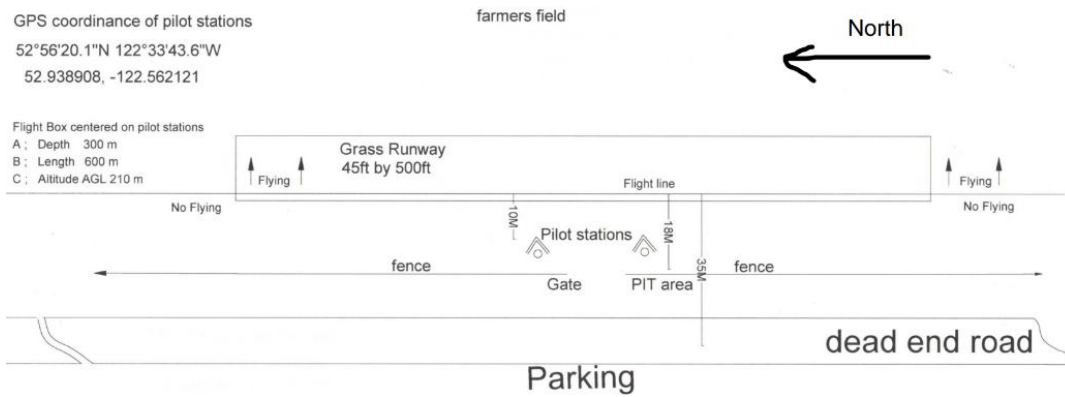 GPS coordinance of pilot stations
52°56'20.1"N 122°33'43.6"W
52.938908, -122.562121
farmers field
North
Flight Box centered on pilot stations
A ; Depth 300 m
B ; Length 600 m
C ; Altitude AGL 210 m
Grass Runway
45ft by 500ft
Flying
Flight line
Flying
No Flying
No Flying
10M
Pilot stations
18M
35M
fence
fence
Gate
PIT area
dead end road
Parking